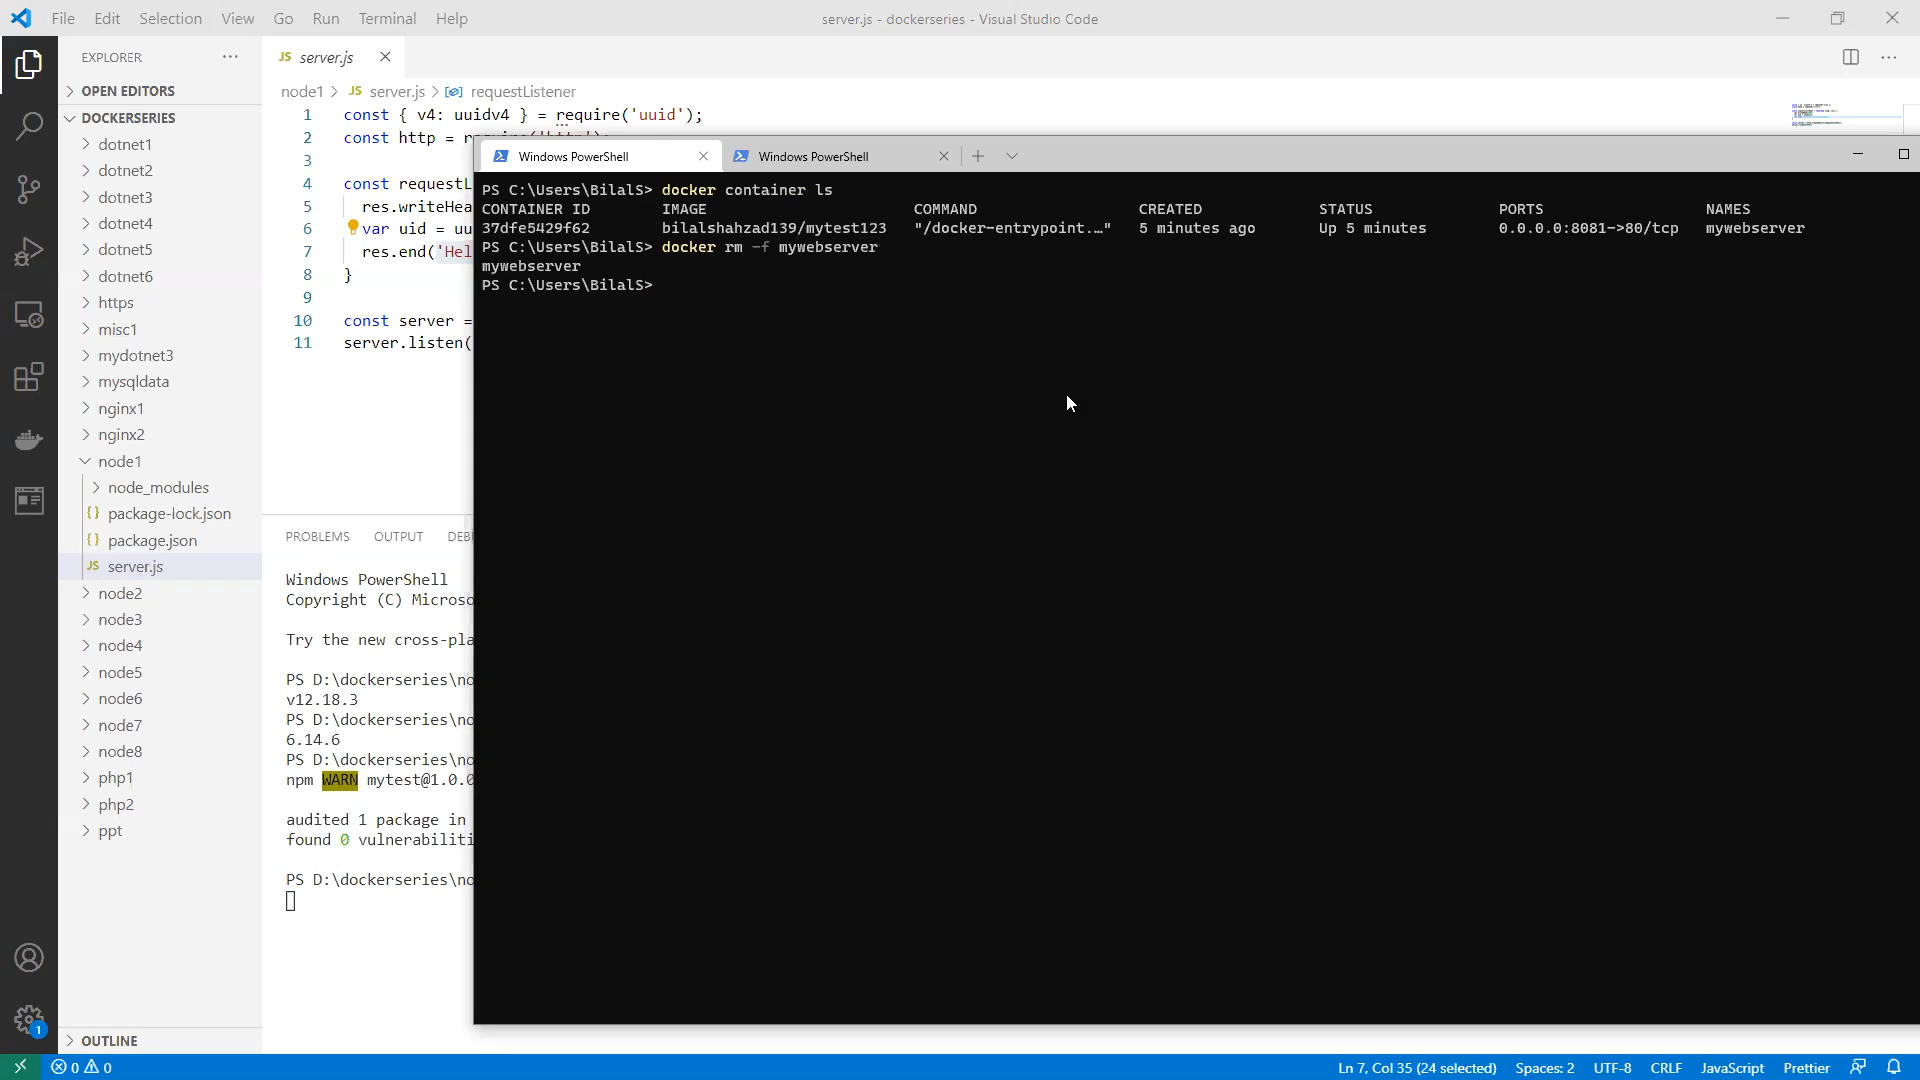 File Edit Selection View Go Run Terminal Help
server.js - dockerseries - Visual Studio Code
EXPLORER
OPEN EDITORS
DOCKERSERIES
dotnet1
dotnet2
dotnet3
dotnet4
dotnet5
dotnet6
https
misc1
mydotnet3
mysqldata
nginx1
nginx2
node1
node_modules
{} package-lock.json
{} package.json
JS server.js
node2
node3
node4
node5
node6
node7
node8
php1
php2
ppt
OUTLINE
JS server.js
node1 > JS server.js > requestListener
1 const { v4: uuidv4 } = require('uuid');
2 const http = require('http');
3
4 const requestL
5 res.writeHea
6 var uid = uu
7 res.end('Hel
8 }
9
10 const server =
11 server.listen(
PROBLEMS OUTPUT DEBU
Windows PowerShell
Copyright (C) Microso
Try the new cross-pla
PS D:\dockerseries\no
v12.18.3
PS D:\dockerseries\no
6.14.6
PS D:\dockerseries\no
npm WARN mytest@1.0.0
audited 1 package in
found 0 vulnerabiliti
PS D:\dockerseries\no
Windows PowerShell
Windows PowerShell
PS C:\Users\BilalS> docker container ls
CONTAINER ID IMAGE COMMAND CREATED STATUS PORTS NAMES
37dfe5429f62 bilalshahzad139/mytest123 "/docker-entrypoint.…" 5 minutes ago Up 5 minutes 0.0.0.0:8081->80/tcp mywebserver
PS C:\Users\BilalS> docker rm -f mywebserver
mywebserver
PS C:\Users\BilalS>
1
0 0
Ln 7, Col 35 (24 selected) Spaces: 2 UTF-8 CRLF JavaScript Prettier